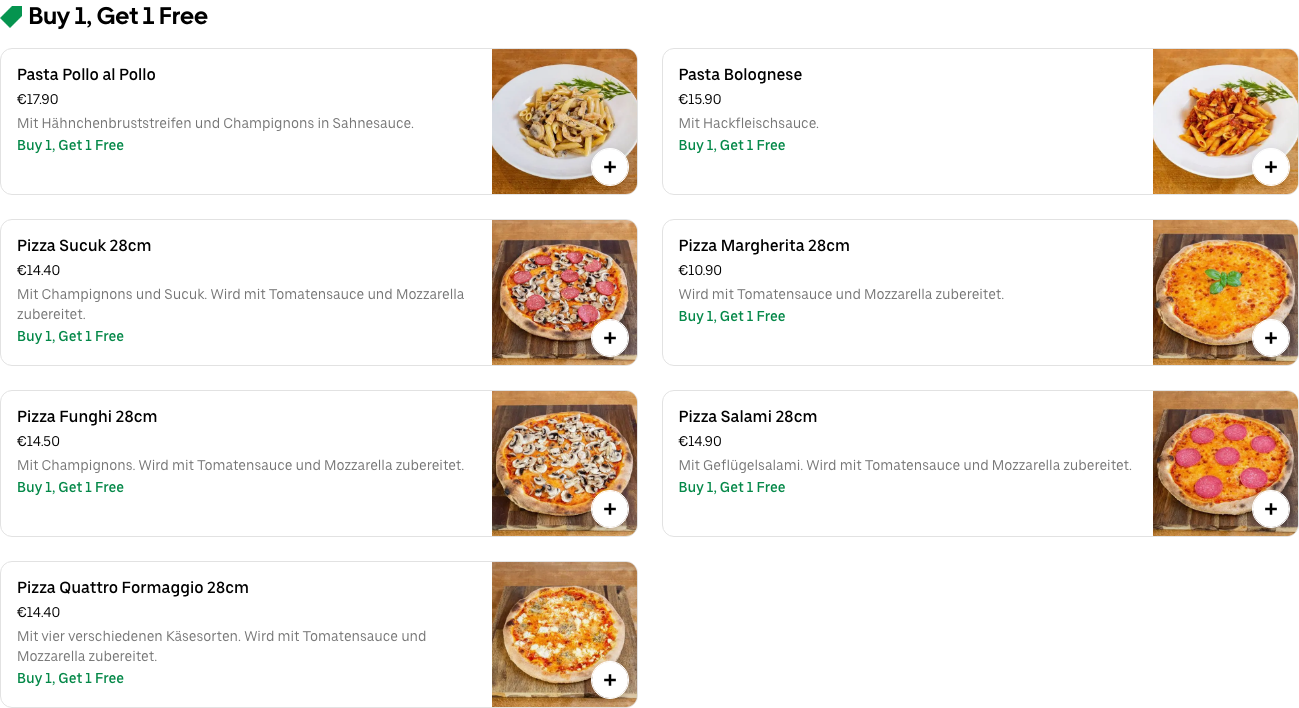 Buy 1, Get 1 Free
Pasta Pollo al Pollo
€17.90
Mit Hähnchenbruststreifen und Champignons in Sahnesauce.
Buy 1, Get 1 Free
Pasta Bolognese
€15.90
Mit Hackfleischsauce.
Buy 1, Get 1 Free
Pizza Sucuk 28cm
€14.40
Mit Champignons und Sucuk. Wird mit Tomatensauce und Mozzarella
zubereitet.
Buy 1, Get 1 Free
Pizza Margherita 28cm
€10.90
Wird mit Tomatensauce und Mozzarella zubereitet.
Buy 1, Get 1 Free
Pizza Funghi 28cm
€14.50
Mit Champignons. Wird mit Tomatensauce und Mozzarella zubereitet.
Buy 1, Get 1 Free
Pizza Salami 28cm
€14.90
Mit Geflügelsalami. Wird mit Tomatensauce und Mozzarella zubereitet.
Buy 1, Get 1 Free
Pizza Quattro Formaggio 28cm
€14.40
Mit vier verschiedenen Käsesorten. Wird mit Tomatensauce und
Mozzarella zubereitet.
Buy 1, Get 1 Free